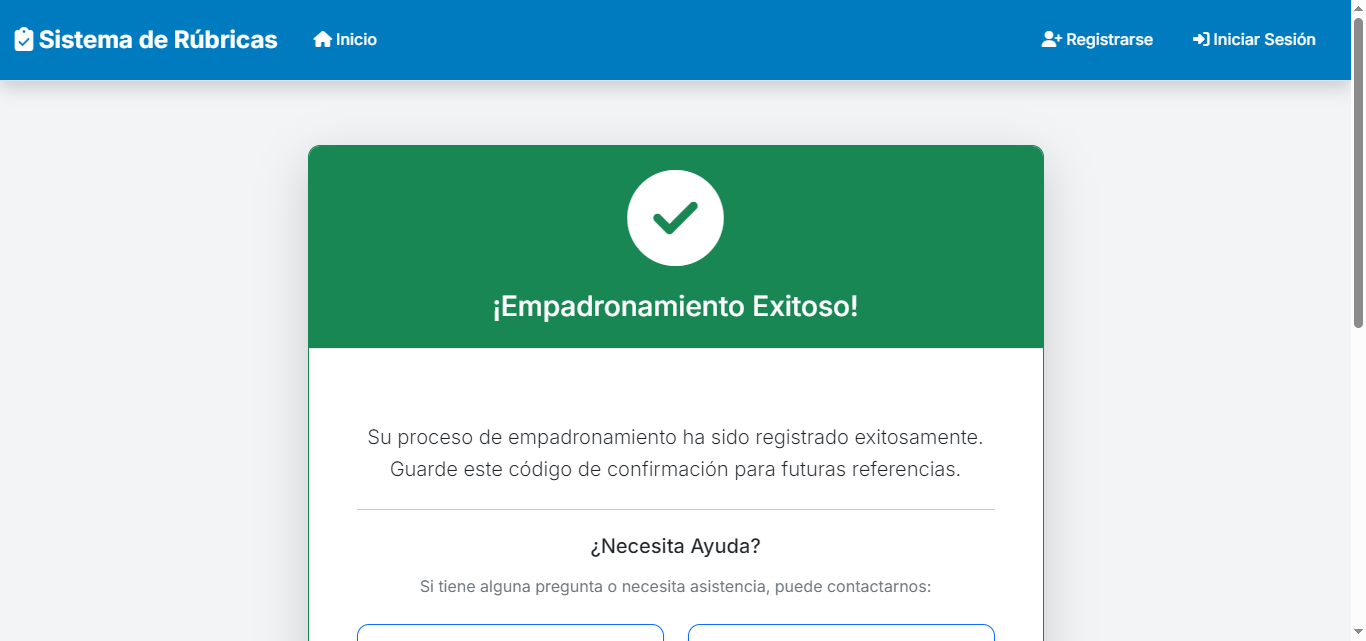 Sistema de Rúbricas
Inicio
Registrarse
Iniciar Sesión
¡Empadronamiento Exitoso!
Su proceso de empadronamiento ha sido registrado exitosamente.
Guarde este código de confirmación para futuras referencias.
¿Necesita Ayuda?
Si tiene alguna pregunta o necesita asistencia, puede contactarnos: